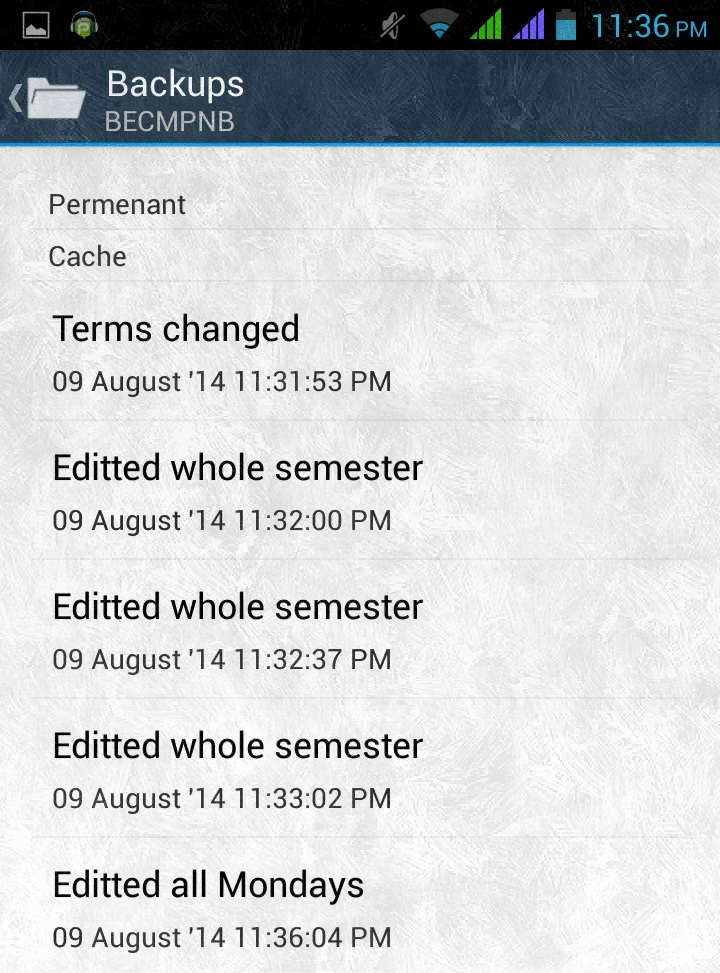 11:36 PM
Backups
BECMPNB
Permenant
Cache
Terms changed
09 August '14 11:31:53 PM
Editted whole semester
09 August '14 11:32:00 PM
Editted whole semester
09 August '14 11:32:37 PM
Editted whole semester
09 August '14 11:33:02 PM
Editted all Mondays
09 August '14 11:36:04 PM